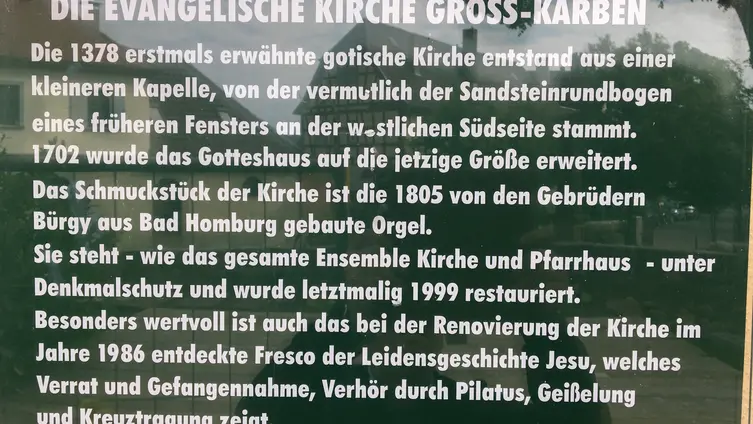 DIE EVANGELISCHE KIRCHE GROSS-KARBEN
Die 1378 erstmals erwähnte gotische Kirche entstand aus einer
kleineren Kapelle, von der vermutlich der Sandsteinrundbogen
eines früheren Fensters an der westlichen Südseite stammt.
1702 wurde das Gotteshaus auf die jetzige Größe erweitert.
Das Schmuckstück der Kirche ist die 1805 von den Gebrüdern
Bürgy aus Bad Homburg gebaute Orgel.
Sie steht - wie das gesamte Ensemble Kirche und Pfarrhaus - unter
Denkmalschutz und wurde letztmalig 1999 restauriert.
Besonders wertvoll ist auch das bei der Renovierung der Kirche im
Jahre 1986 entdeckte Fresco der Leidensgeschichte Jesu, welches
Verrat und Gefangennahme, Verhör durch Pilatus, Geißelung
und Kreuztragung zeigt.